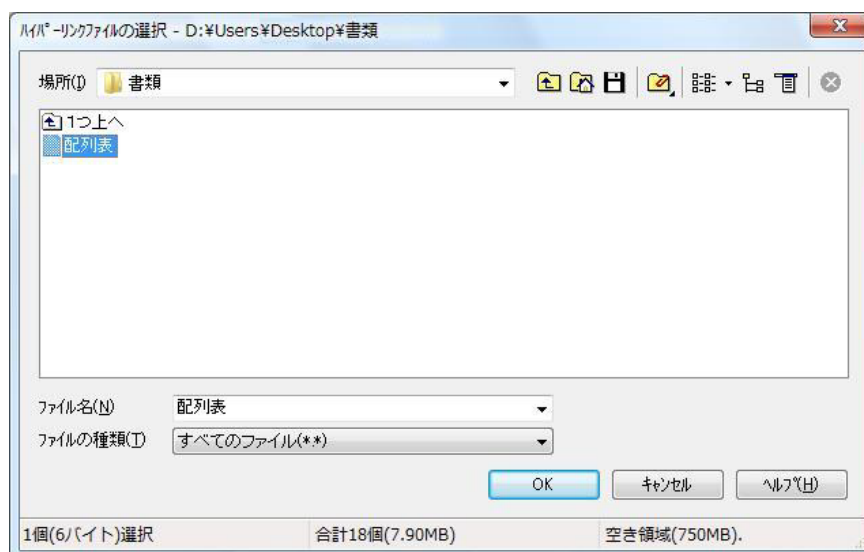 ﾊｲﾊﾟｰﾘﾝｸﾌｧｲﾙの選択 - D:¥Users¥Desktop¥書類
場所(I) 書類
1つ上へ
配列表
ﾌｧｲﾙ名(N) 配列表
ﾌｧｲﾙの種類(T) すべてのファイル(*.*)
OK ｷｬﾝｾﾙ ﾍﾙﾌﾟ(H)
1個(6バイト)選択 合計18個(7.90MB) 空き領域(750MB).